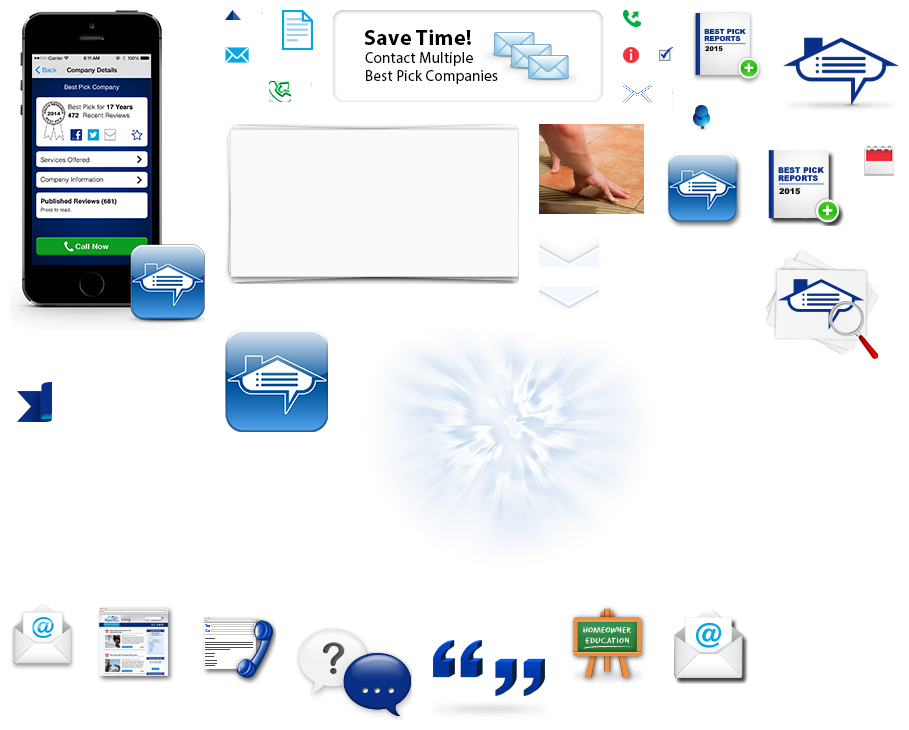 Carrier
8:11 AM
100%
Back
Company Details
Best Pick Company
2014
Best Pick for 17 Years
472 Recent Reviews
Services Offered
Company Information
Published Reviews (681)
Press to read.
Call Now
Save Time!
Contact Multiple
Best Pick Companies
BEST PICK
REPORTS
2015
BEST PICK
REPORTS
2015
@
?
...
“ ”
HOMEOWNER
EDUCATION
@